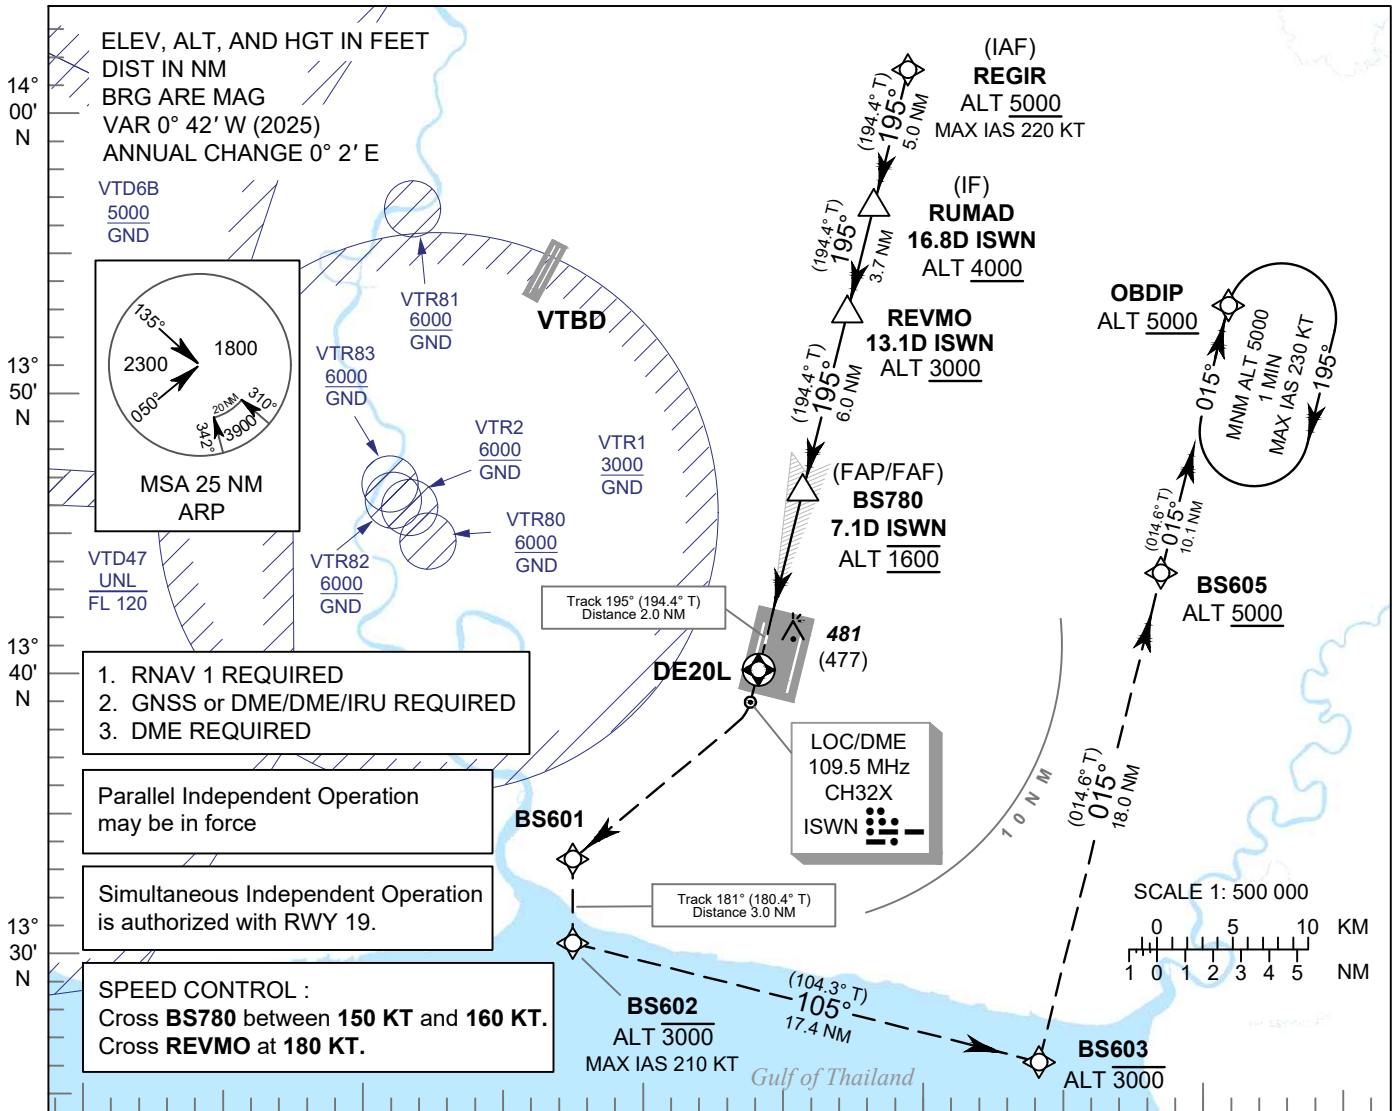 ELEV, ALT, AND HGT IN FEET
DIST IN NM
BRG ARE MAG
VAR 0° 42' W (2025)
ANNUAL CHANGE 0° 2' E
14°
00'
N
13°
50'
N
13°
40'
N
13°
30'
N
VTD6B
5000
GND
135°
2300
1800
050°
20 NM
310°
342°
3900
MSA 25 NM
ARP
VTR81
6000
GND
VTBD
VTR83
6000
GND
VTR2
6000
GND
VTR1
3000
GND
VTR80
6000
GND
VTR82
6000
GND
VTD47
UNL
FL 120
(IAF)
REGIR
ALT 5000
MAX IAS 220 KT
(194.4° T)
195°
5.0 NM
(IF)
RUMAD
16.8D ISWN
ALT 4000
(194.4° T)
195°
3.7 NM
REVMO
13.1D ISWN
ALT 3000
(194.4° T)
195°
6.0 NM
(FAP/FAF)
BS780
7.1D ISWN
ALT 1600
Track 195° (194.4° T)
Distance 2.0 NM
481
(477)
DE20L
OBDIP
ALT 5000
015°
MNM ALT 5000
1 MIN
MAX IAS 230 KT
195°
(014.6° T)
015°
10.1 NM
BS605
ALT 5000
(014.6° T)
015°
18.0 NM
1. RNAV 1 REQUIRED
2. GNSS or DME/DME/IRU REQUIRED
3. DME REQUIRED
LOC/DME
109.5 MHz
CH32X
ISWN
10 NM
Parallel Independent Operation
may be in force
Simultaneous Independent Operation
is authorized with RWY 19.
SPEED CONTROL :
Cross BS780 between 150 KT and 160 KT.
Cross REVMO at 180 KT.
BS601
Track 181° (180.4° T)
Distance 3.0 NM
BS602
ALT 3000
MAX IAS 210 KT
(104.3° T)
105°
17.4 NM
BS603
ALT 3000
Gulf of Thailand
SCALE 1: 500 000
0 5 10 KM
1 0 1 2 3 4 5 NM